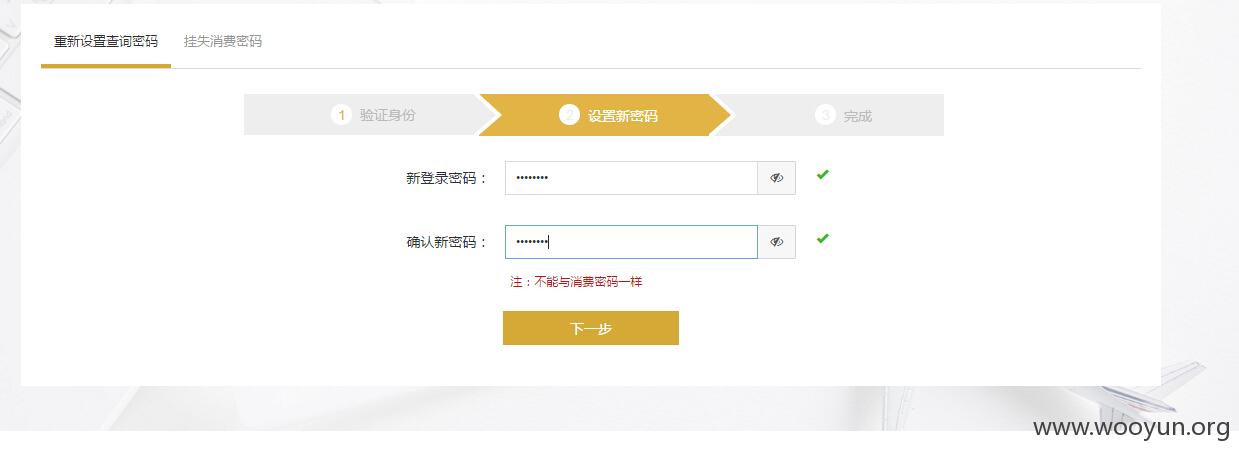 重新设置查询密码 挂失消费密码
1 验证身份 2 设置新密码 3 完成
新登录密码：
确认新密码：
注：不能与消费密码一样
下一步
www.wooyun.org